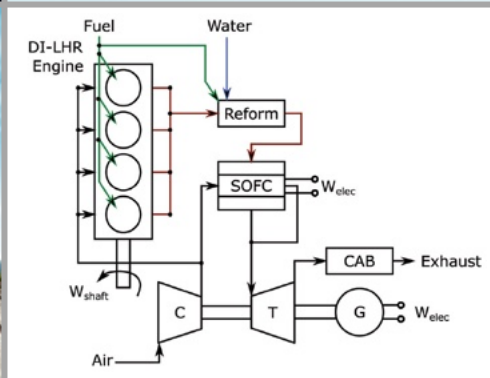 Fuel
Water
DI-LHR
Engine
Reform
SOFC
Welec
CAB
Exhaust
Wshaft
C
T
G
Welec
Air